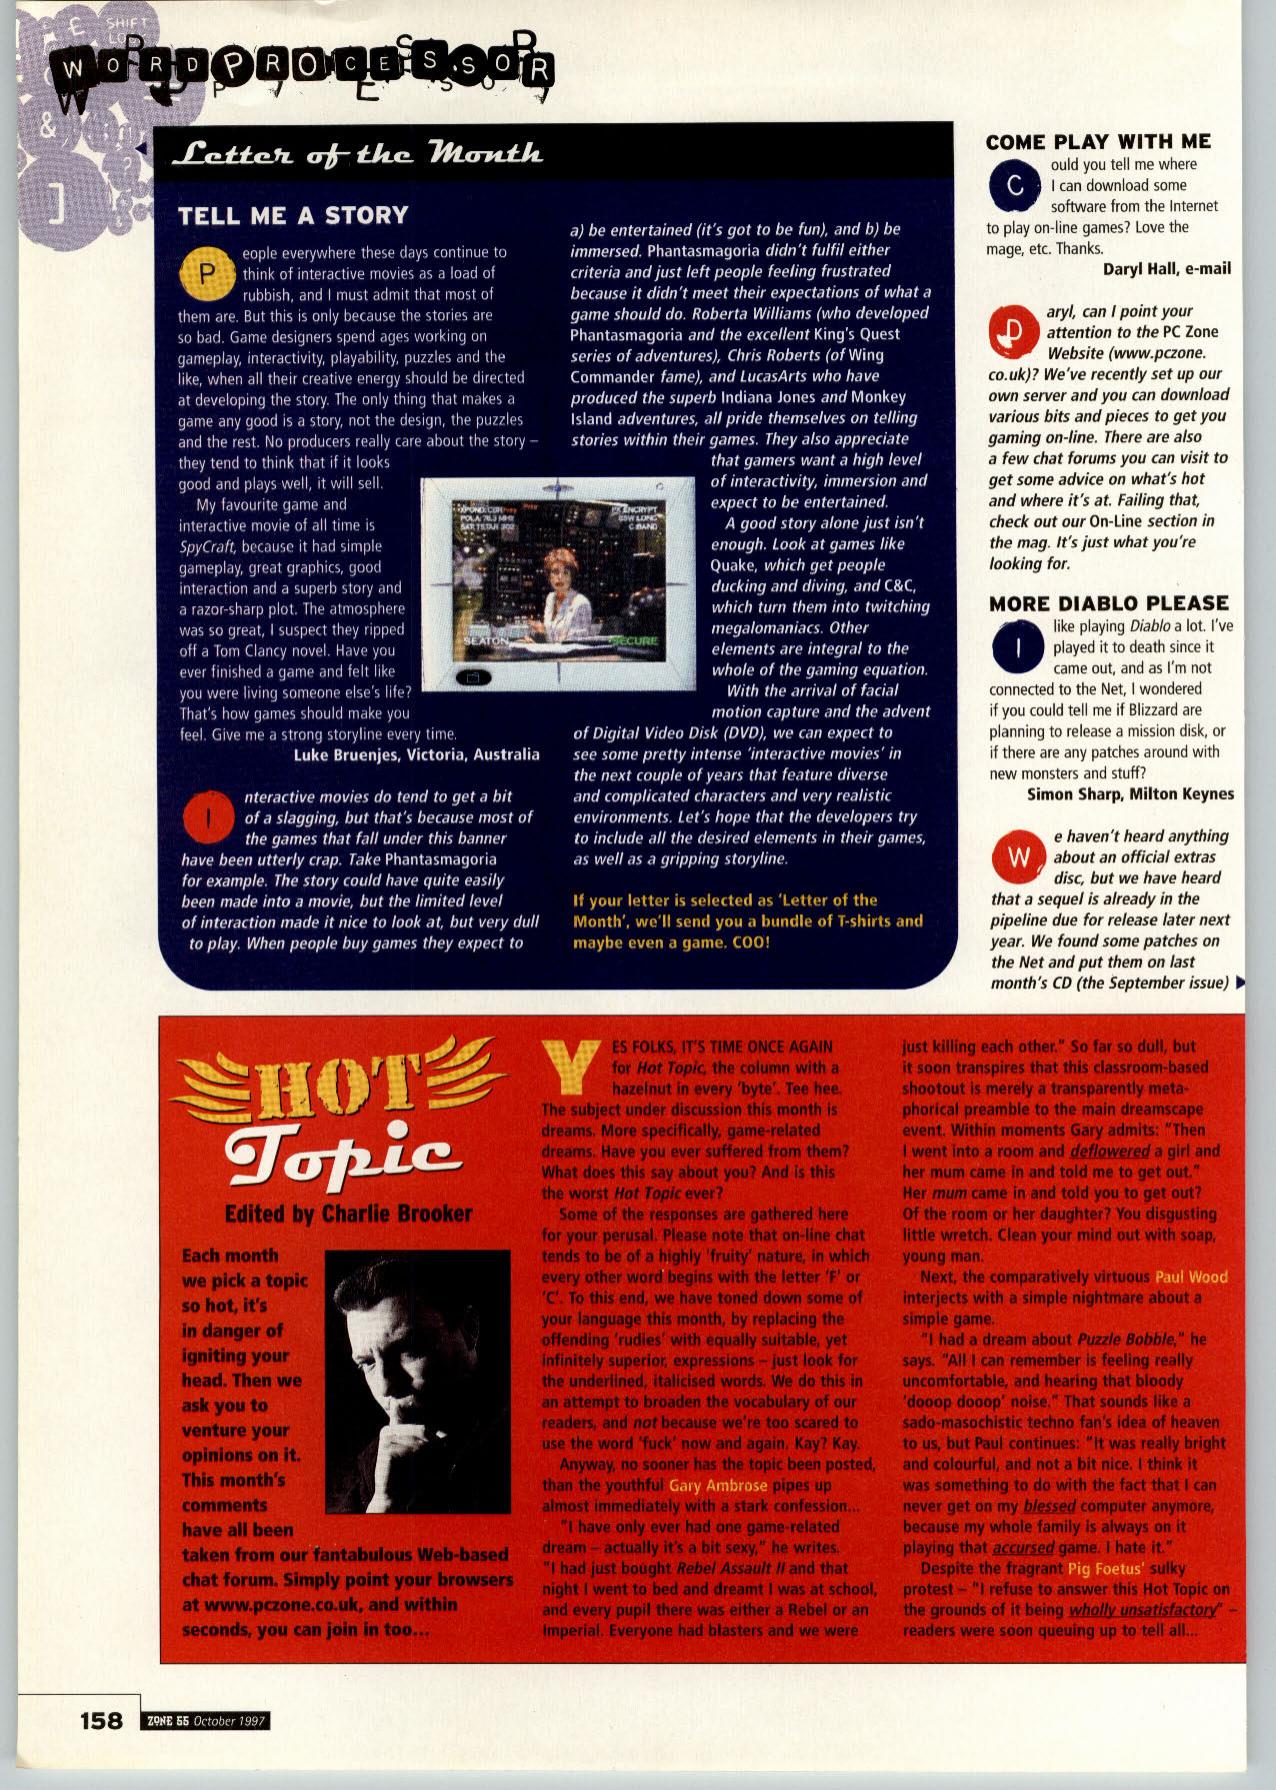 WORDPROCESSOR
Letter of the Month
TELL ME A STORY
People everywhere these days continue to
think of interactive movies as a load of
rubbish, and I must admit that most of
them are. But this is only because the stories are
so bad. Game designers spend ages working on
gameplay, interactivity, playability, puzzles and the
like, when all their creative energy should be directed
at developing the story. The only thing that makes a
game any good is a story, not the design, the puzzles
and the rest. No producers really care about the story –
they tend to think that if it looks
good and plays well, it will sell.
My favourite game and
interactive movie of all time is
SpyCraft, because it had simple
gameplay, great graphics, good
interaction and a superb story and
a razor-sharp plot. The atmosphere
was so great, I suspect they ripped
off a Tom Clancy novel. Have you
ever finished a game and felt like
you were living someone else's life?
That's how games should make you
feel. Give me a strong storyline every time.
Luke Bruenjes, Victoria, Australia
Interactive movies do tend to get a bit
of a slagging, but that's because most of
the games that fall under this banner
have been utterly crap. Take Phantasmagoria
for example. The story could have quite easily
been made into a movie, but the limited level
of interaction made it nice to look at, but very dull
to play. When people buy games they expect to
a) be entertained (it's got to be fun), and b) be
immersed. Phantasmagoria didn't fulfil either
criteria and just left people feeling frustrated
because it didn't meet their expectations of what a
game should do. Roberta Williams (who developed
Phantasmagoria and the excellent King's Quest
series of adventures), Chris Roberts (of Wing
Commander fame), and LucasArts who have
produced the superb Indiana Jones and Monkey
Island adventures, all pride themselves on telling
stories within their games. They also appreciate
that gamers want a high level
of interactivity, immersion and
expect to be entertained.
A good story alone just isn't
enough. Look at games like
Quake, which get people
ducking and diving, and C&C,
which turn them into twitching
megalomaniacs. Other
elements are integral to the
whole of the gaming equation.
With the arrival of facial
motion capture and the advent
of Digital Video Disk (DVD), we can expect to
see some pretty intense 'interactive movies' in
the next couple of years that feature diverse
and complicated characters and very realistic
environments. Let's hope that the developers try
to include all the desired elements in their games,
as well as a gripping storyline.
If your letter is selected as 'Letter of the
Month', we'll send you a bundle of T-shirts and
maybe even a game. COO!
SEATON
SECURE
COME PLAY WITH ME
Could you tell me where
I can download some
software from the Internet
to play on-line games? Love the
mage, etc. Thanks.
Daryl Hall, e-mail
Daryl, can I point your
attention to the PC Zone
Website (www.pczone.
co.uk)? We've recently set up our
own server and you can download
various bits and pieces to get you
gaming on-line. There are also
a few chat forums you can visit to
get some advice on what's hot
and where it's at. Failing that,
check out our On-Line section in
the mag. It's just what you're
looking for.
MORE DIABLO PLEASE
I like playing Diablo a lot. I've
played it to death since it
came out, and as I'm not
connected to the Net, I wondered
if you could tell me if Blizzard are
planning to release a mission disk, or
if there are any patches around with
new monsters and stuff?
Simon Sharp, Milton Keynes
We haven't heard anything
about an official extras
disc, but we have heard
that a sequel is already in the
pipeline due for release later next
year. We found some patches on
the Net and put them on last
month's CD (the September issue)
HOT
Topic
Edited by Charlie Brooker
Each month
we pick a topic
so hot, it's
in danger of
igniting your
head. Then we
ask you to
venture your
opinions on it.
This month's
comments
have all been
taken from our fantabulous Web-based
chat forum. Simply point your browsers
at www.pczone.co.uk, and within
seconds, you can join in too...
YES FOLKS, IT'S TIME ONCE AGAIN
for Hot Topic, the column with a
hazelnut in every 'byte'. Tee hee.
The subject under discussion this month is
dreams. More specifically, game-related
dreams. Have you ever suffered from them?
What does this say about you? And is this
the worst Hot Topic ever?
Some of the responses are gathered here
for your perusal. Please note that on-line chat
tends to be of a highly 'fruity' nature, in which
every other word begins with the letter 'F' or
'C'. To this end, we have toned down some of
your language this month, by replacing the
offending 'rudies' with equally suitable, yet
infinitely superior, expressions – just look for
the underlined, italicised words. We do this in
an attempt to broaden the vocabulary of our
readers, and not because we're too scared to
use the word 'fuck' now and again. Kay? Kay.
Anyway, no sooner has the topic been posted,
than the youthful Gary Ambrose pipes up
almost immediately with a stark confession...
"I have only ever had one game-related
dream – actually it's a bit sexy," he writes.
"I had just bought Rebel Assault II and that
night I went to bed and dreamt I was at school,
and every pupil there was either a Rebel or an
Imperial. Everyone had blasters and we were
just killing each other." So far so dull, but
it soon transpires that this classroom-based
shootout is merely a transparently meta-
phorical preamble to the main dreamscape
event. Within moments Gary admits: "Then
I went into a room and deflowered a girl and
her mum came in and told me to get out."
Her mum came in and told you to get out?
Of the room or her daughter? You disgusting
little wretch. Clean your mind out with soap,
young man.
Next, the comparatively virtuous Paul Wood
interjects with a simple nightmare about a
simple game.
"I had a dream about Puzzle Bobble," he
says. "All I can remember is feeling really
uncomfortable, and hearing that bloody
'dooop dooop' noise." That sounds like a
sado-masochistic techno fan's idea of heaven
to us, but Paul continues: "It was really bright
and colourful, and not a bit nice. I think it
was something to do with the fact that I can
never get on my blessed computer anymore,
because my whole family is always on it
playing that accursed game. I hate it."
Despite the fragrant Pig Foetus' sulky
protest – "I refuse to answer this Hot Topic on
the grounds of it being wholly unsatisfactory" –
readers were soon queuing up to tell all...
158 ZONE 55 October 1997